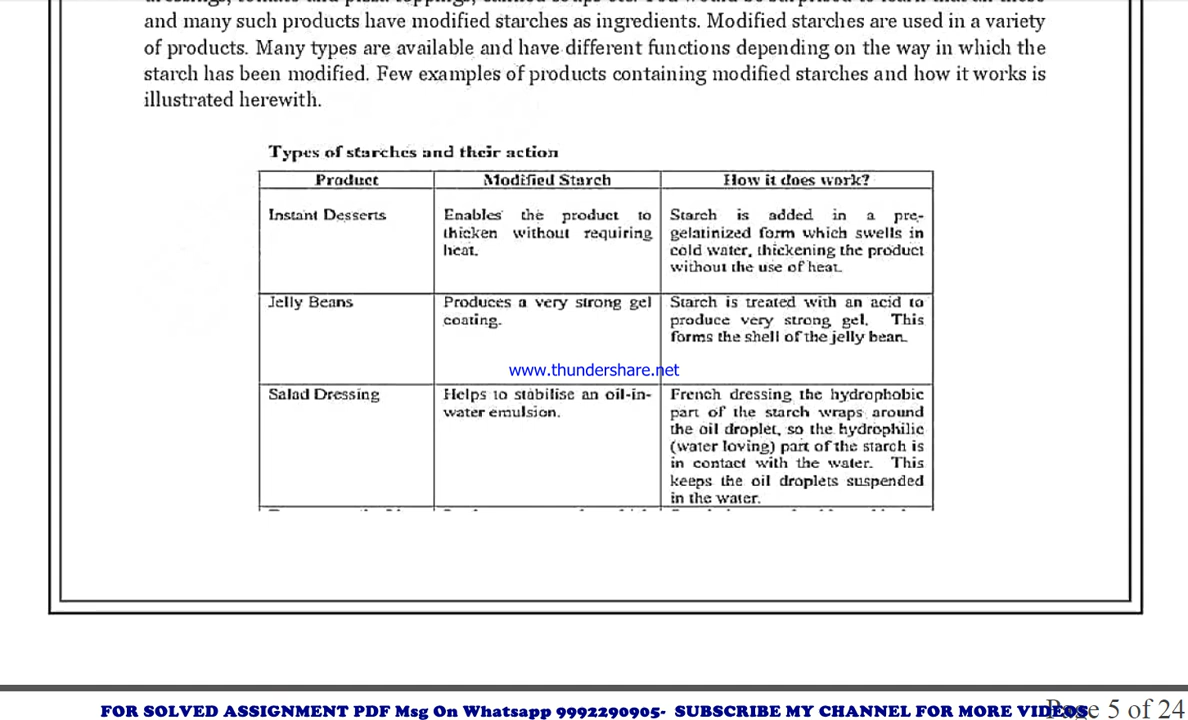 and many such products have modified starches as ingredients. Modified starches are used in a variety
of products. Many types are available and have different functions depending on the way in which the
starch has been modified. Few examples of products containing modified starches and how it works is
illustrated herewith.
Types of starches and their action
Product
Modified Starch
How it does work?
Instant Desserts
Enables the product to
thicken without requiring
heat.
Starch is added in a pre-
gelatinized form which swells in
cold water, thickening the product
without the use of heat.
Jelly Beans
Produces a very strong gel
coating.
Starch is treated with an acid to
produce very strong gel. This
forms the shell of the jelly bean.
www.thundershare.net
Salad Dressing
Helps to stabilise an oil-in-
water emulsion.
French dressing the hydrophobic
part of the starch wraps around
the oil droplet, so the hydrophilic
(water loving) part of the starch is
in contact with the water. This
keeps the oil droplets suspended
in the water.
FOR SOLVED ASSIGNMENT PDF Msg On Whatsapp 9992290905- SUBSCRIBE MY CHANNEL FOR MORE VIDEOS
Page 5 of 24